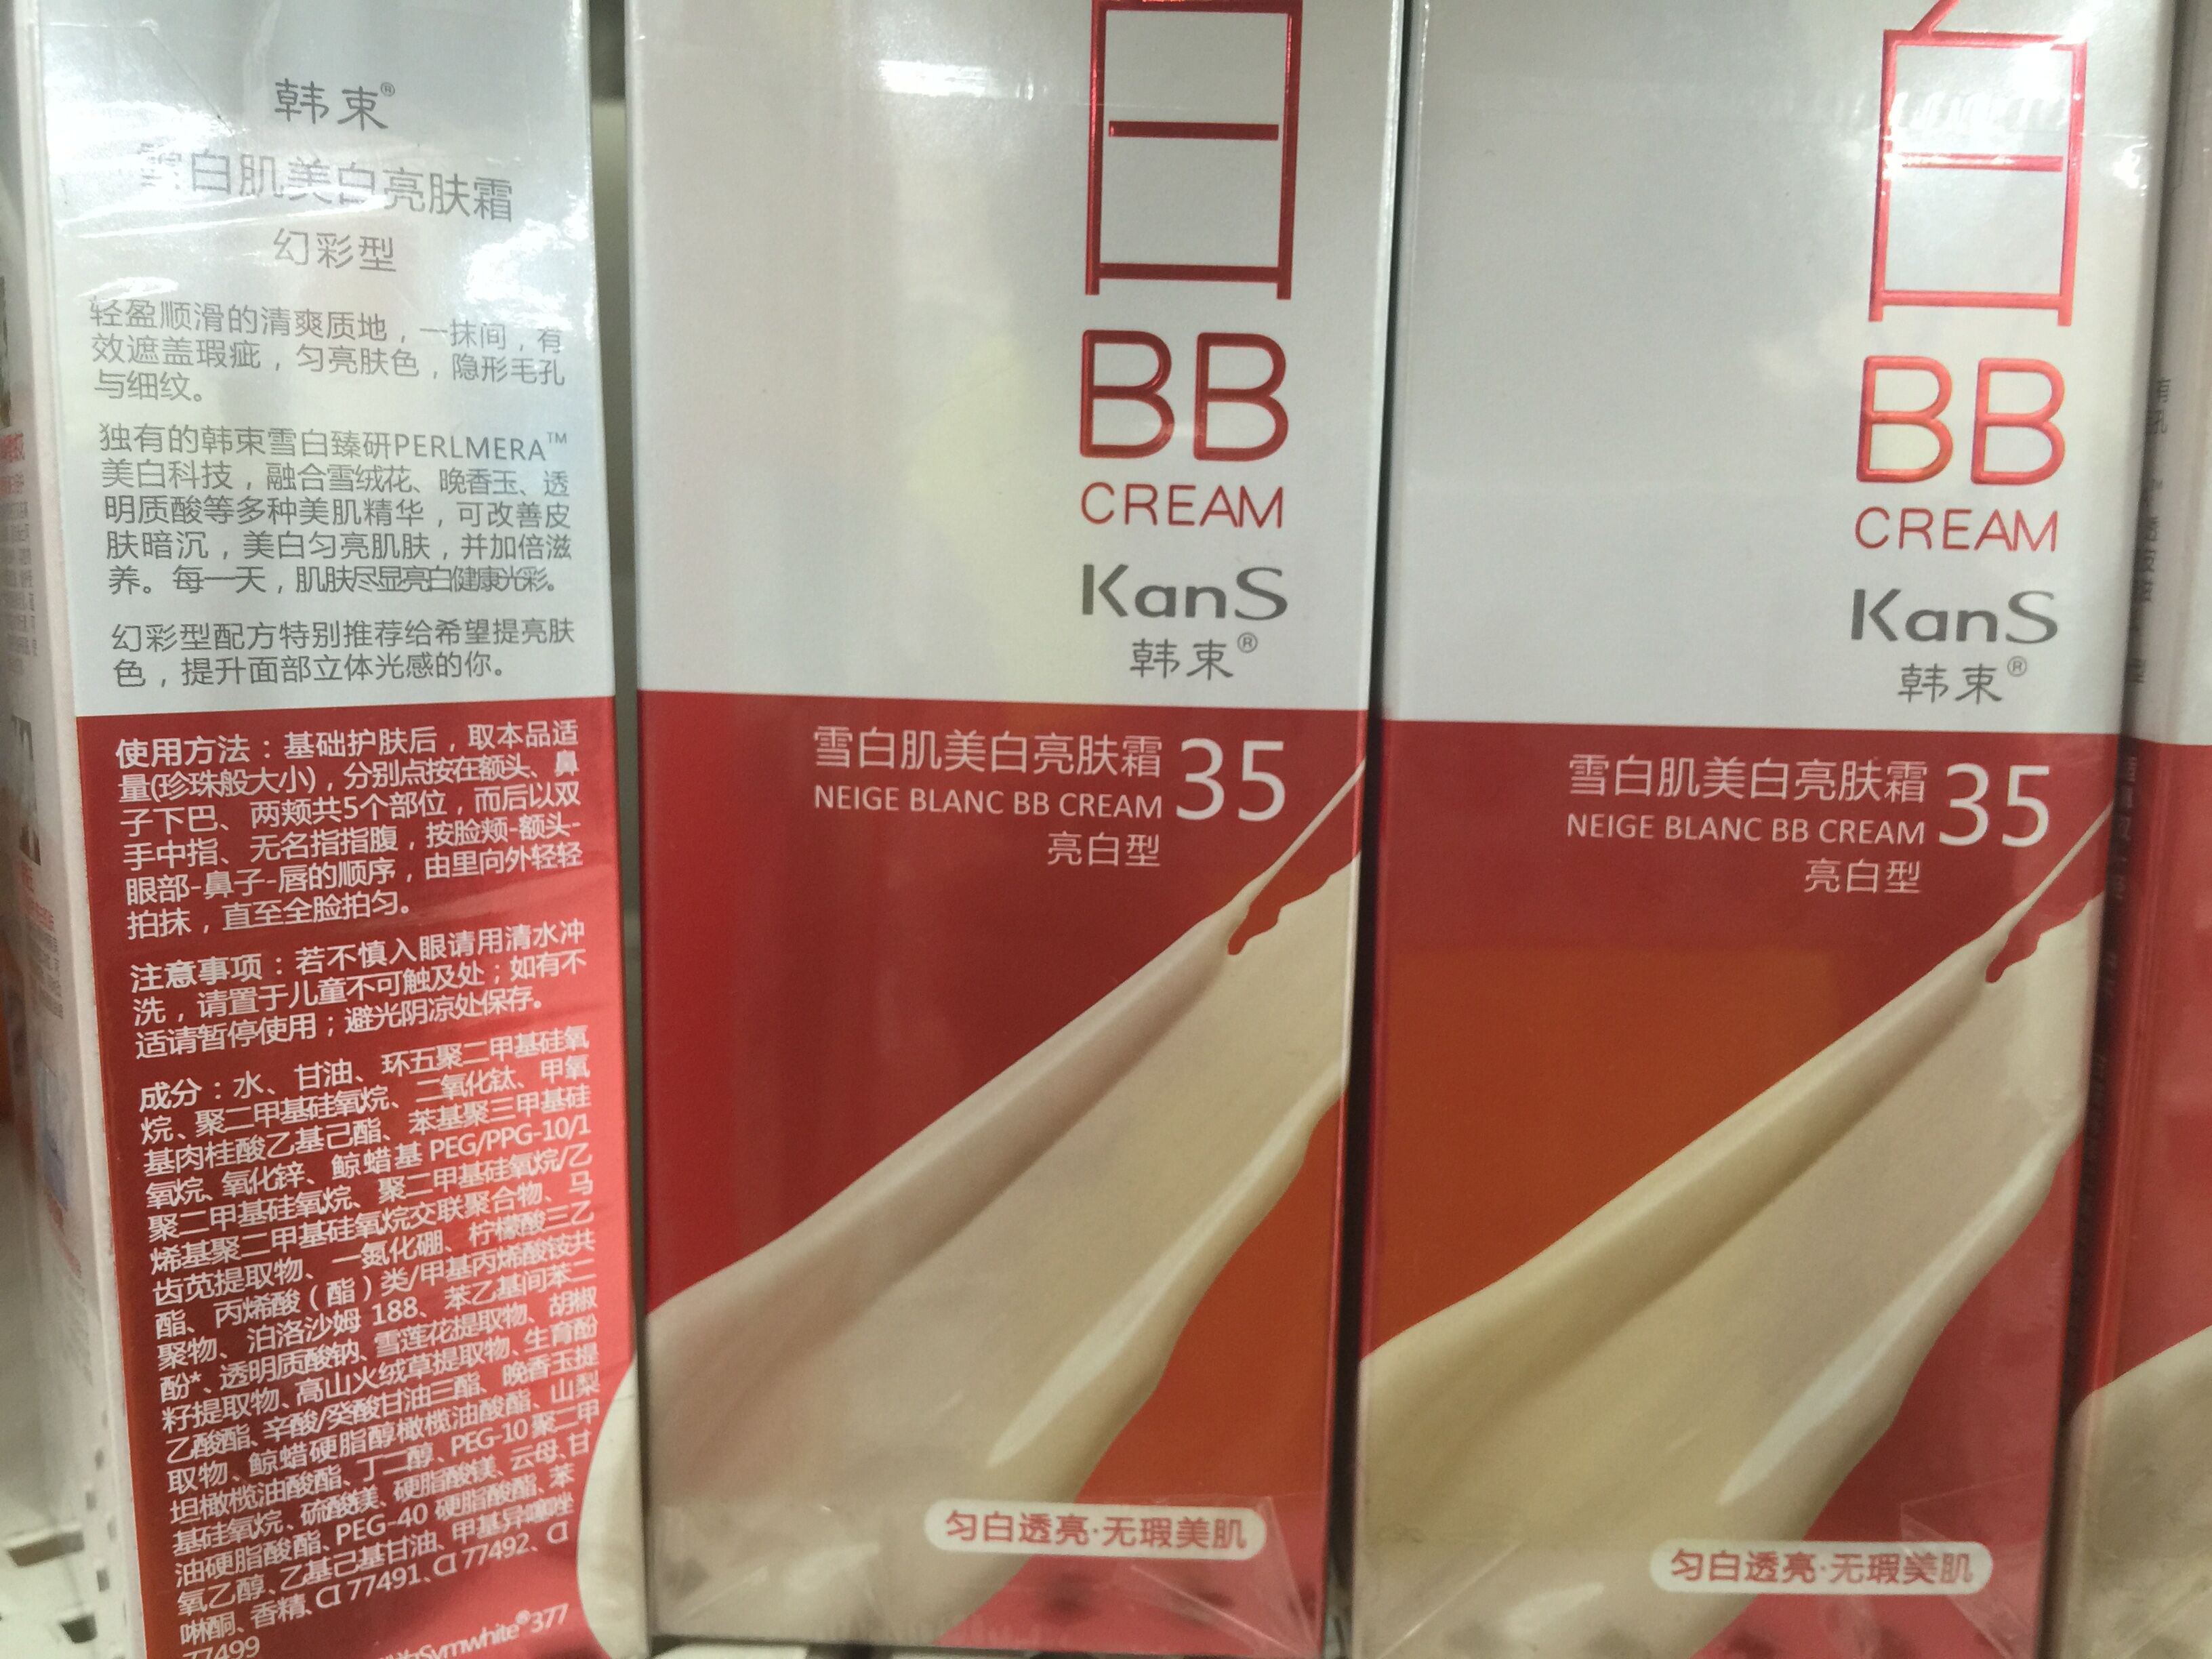 韩束®
雪白肌美白亮肤霜
幻彩型
轻盈顺滑的清爽质地，一抹间，有
效遮盖瑕疵，匀亮肤色，隐形毛孔
与细纹。
独有的韩束雪白臻研PERLMERA™
美白科技，融合雪绒花、晚香玉、透
明质酸等多种美肌精华，可改善皮
肤暗沉，美白匀亮肌肤，并加倍滋
养。每一天，肌肤尽显亮白健康光彩。
幻彩型配方特别推荐给希望提亮肤
色，提升面部立体光感的你。
使用方法：基础护肤后，取本品适
量(珍珠般大小)，分别点按在额头、鼻
子下巴、两颊共5个部位，而后以双
手中指、无名指指腹，按脸颊-额头-
眼部-鼻子-唇的顺序，由里向外轻轻
拍抹，直至全脸拍匀。
注意事项：若不慎入眼请用清水冲
洗，请置于儿童不可触及处；如有不
适请暂停使用；避光阴凉处保存。
成分：水、甘油、环五聚二甲基硅氧
烷、聚二甲基硅氧烷、二氧化钛、甲氧
基肉桂酸乙基己酯、苯基聚三甲基硅
氧烷、氧化锌、鲸蜡基 PEG/PPG-10/1
聚二甲基硅氧烷、聚二甲基硅氧烷/乙
烯基聚二甲基硅氧烷交联聚合物、马
齿苋提取物、一氮化硼、柠檬酸三乙
酯、丙烯酸（酯）类/甲基丙烯酸铵共
聚物、泊洛沙姆 188、苯乙基间苯二
酚*、透明质酸钠、雪莲花提取物、胡椒
籽提取物、高山火绒草提取物、生育酚
乙酸酯、辛酸/癸酸甘油三酯、晚香玉提
取物、鲸蜡硬脂醇橄榄油酸酯、山梨
坦橄榄油酸酯、丁二醇、PEG-10 聚二甲
基硅氧烷、硫酸镁、硬脂酸镁、云母、甘
油硬脂酸酯、PEG-40 硬脂酸酯、苯
氧乙醇、乙基己基甘油、甲基异噻唑
啉酮、香精、CI 77491、CI 77492、CI
77499
Symwhite®377
白
BB
CREAM
KanS
韩束®
雪白肌美白亮肤霜 35
NEIGE BLANC BB CREAM
亮白型
匀白透亮·无瑕美肌
白
BB
CREAM
KanS
韩束®
雪白肌美白亮肤霜 35
NEIGE BLANC BB CREAM
亮白型
匀白透亮·无瑕美肌